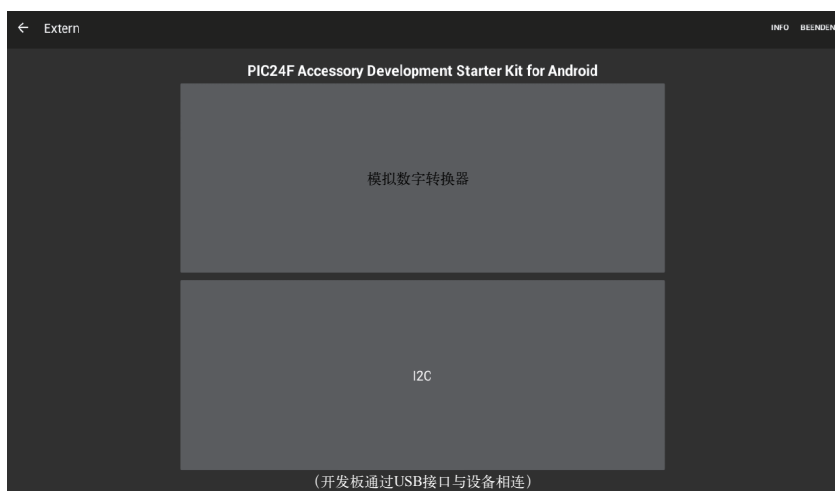 ← Extern
INFO BEENDEN
PIC24F Accessory Development Starter Kit for Android
模拟数字转换器
I2C
（开发板通过USB接口与设备相连）